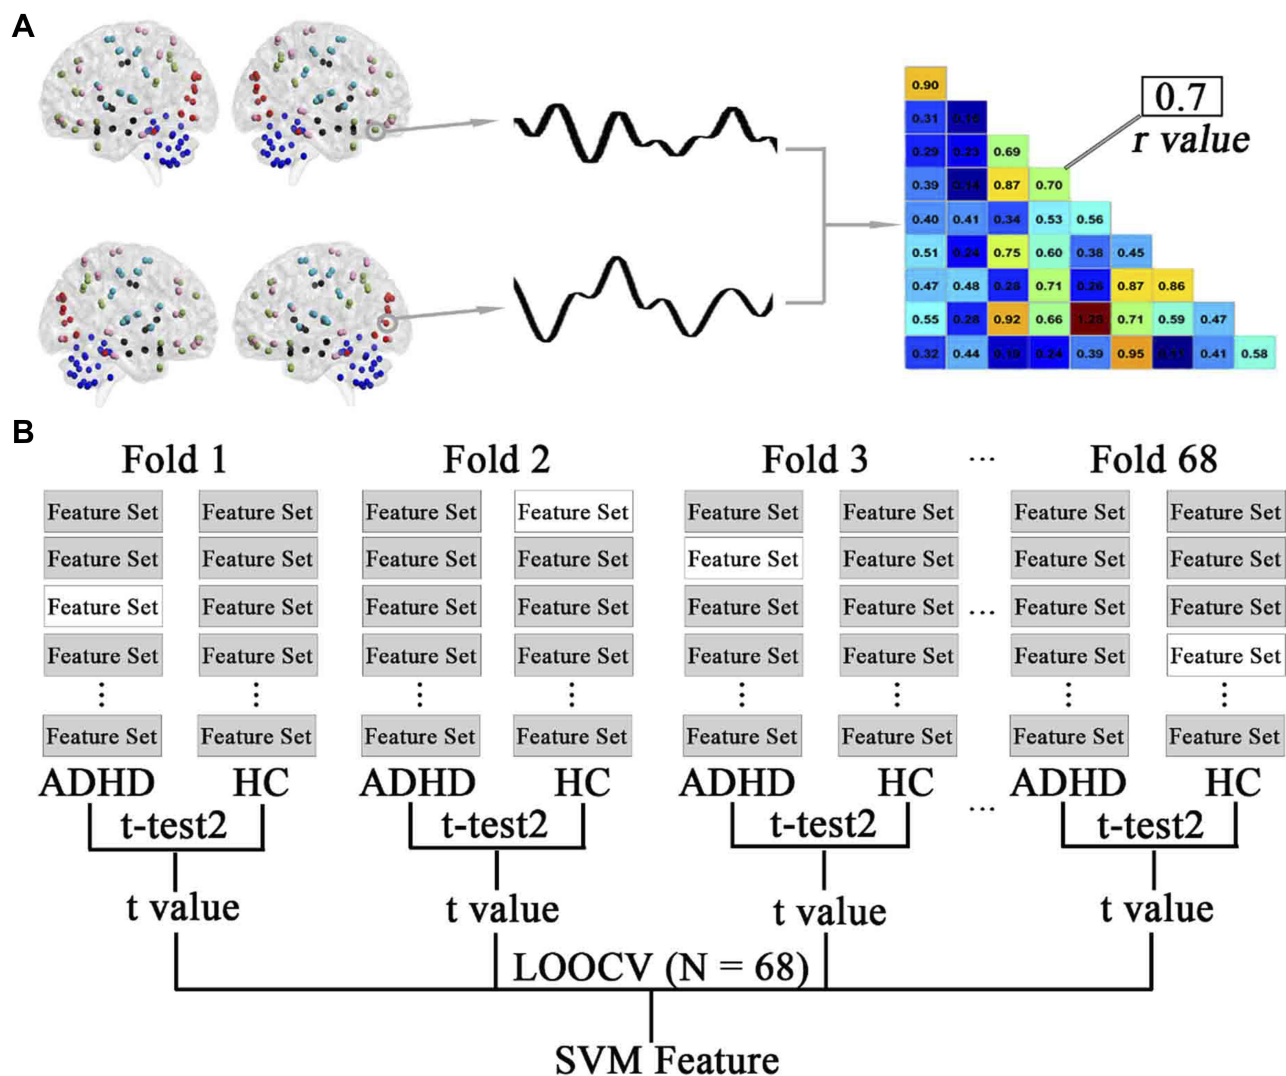 A
0.90
0.31 0.15
0.29 0.23 0.69
0.39 0.14 0.87 0.70
0.40 0.41 0.34 0.53 0.56
0.51 0.24 0.75 0.60 0.38 0.45
0.47 0.48 0.28 0.71 0.26 0.87 0.86
0.55 0.28 0.92 0.66 1.28 0.71 0.59 0.47
0.32 0.44 0.19 0.24 0.39 0.95 0.41 0.58
0.7
r value
B
Fold 1 Fold 2 Fold 3 ... Fold 68
Feature Set Feature Set Feature Set Feature Set Feature Set Feature Set Feature Set Feature Set
Feature Set Feature Set Feature Set Feature Set Feature Set Feature Set Feature Set Feature Set
Feature Set Feature Set Feature Set Feature Set Feature Set Feature Set ... Feature Set Feature Set
Feature Set Feature Set Feature Set Feature Set Feature Set Feature Set Feature Set Feature Set
Feature Set Feature Set Feature Set Feature Set Feature Set Feature Set Feature Set Feature Set
ADHD HC ADHD HC ADHD HC ... ADHD HC
t-test2 t-test2 t-test2 t-test2
t value t value t value t value
LOOCV (N = 68)
SVM Feature